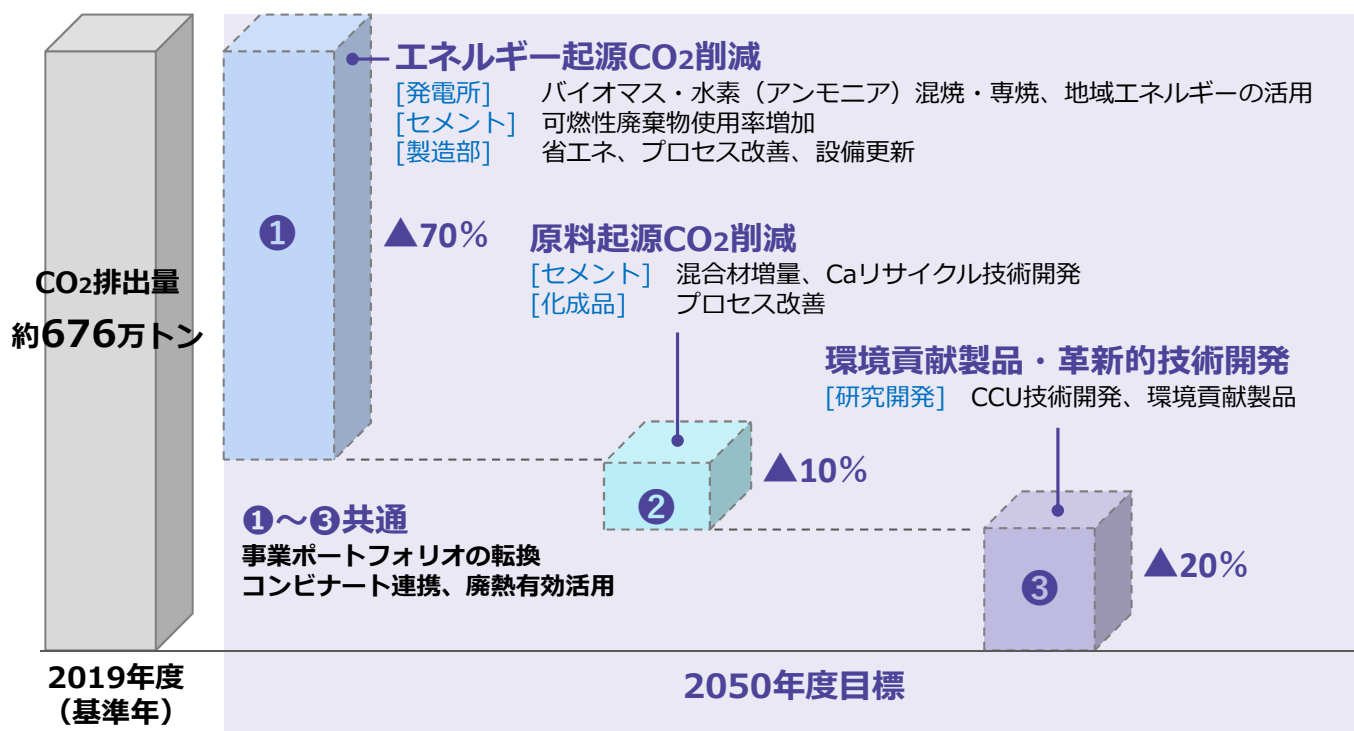 エネルギー起源CO2削減
[発電所] バイオマス・水素（アンモニア）混焼・専焼、地域エネルギーの活用
[セメント] 可燃性廃棄物使用率増加
[製造部] 省エネ、プロセス改善、設備更新
❶
▲70%
原料起源CO2削減
[セメント] 混合材増量、Caリサイクル技術開発
[化成品] プロセス改善
CO2排出量
約676万トン
環境貢献製品・革新的技術開発
[研究開発] CCU技術開発、環境貢献製品
▲10%
❷
❶～❸共通
事業ポートフォリオの転換
コンビナート連携、廃熱有効活用
▲20%
❸
2019年度
（基準年）
2050年度目標